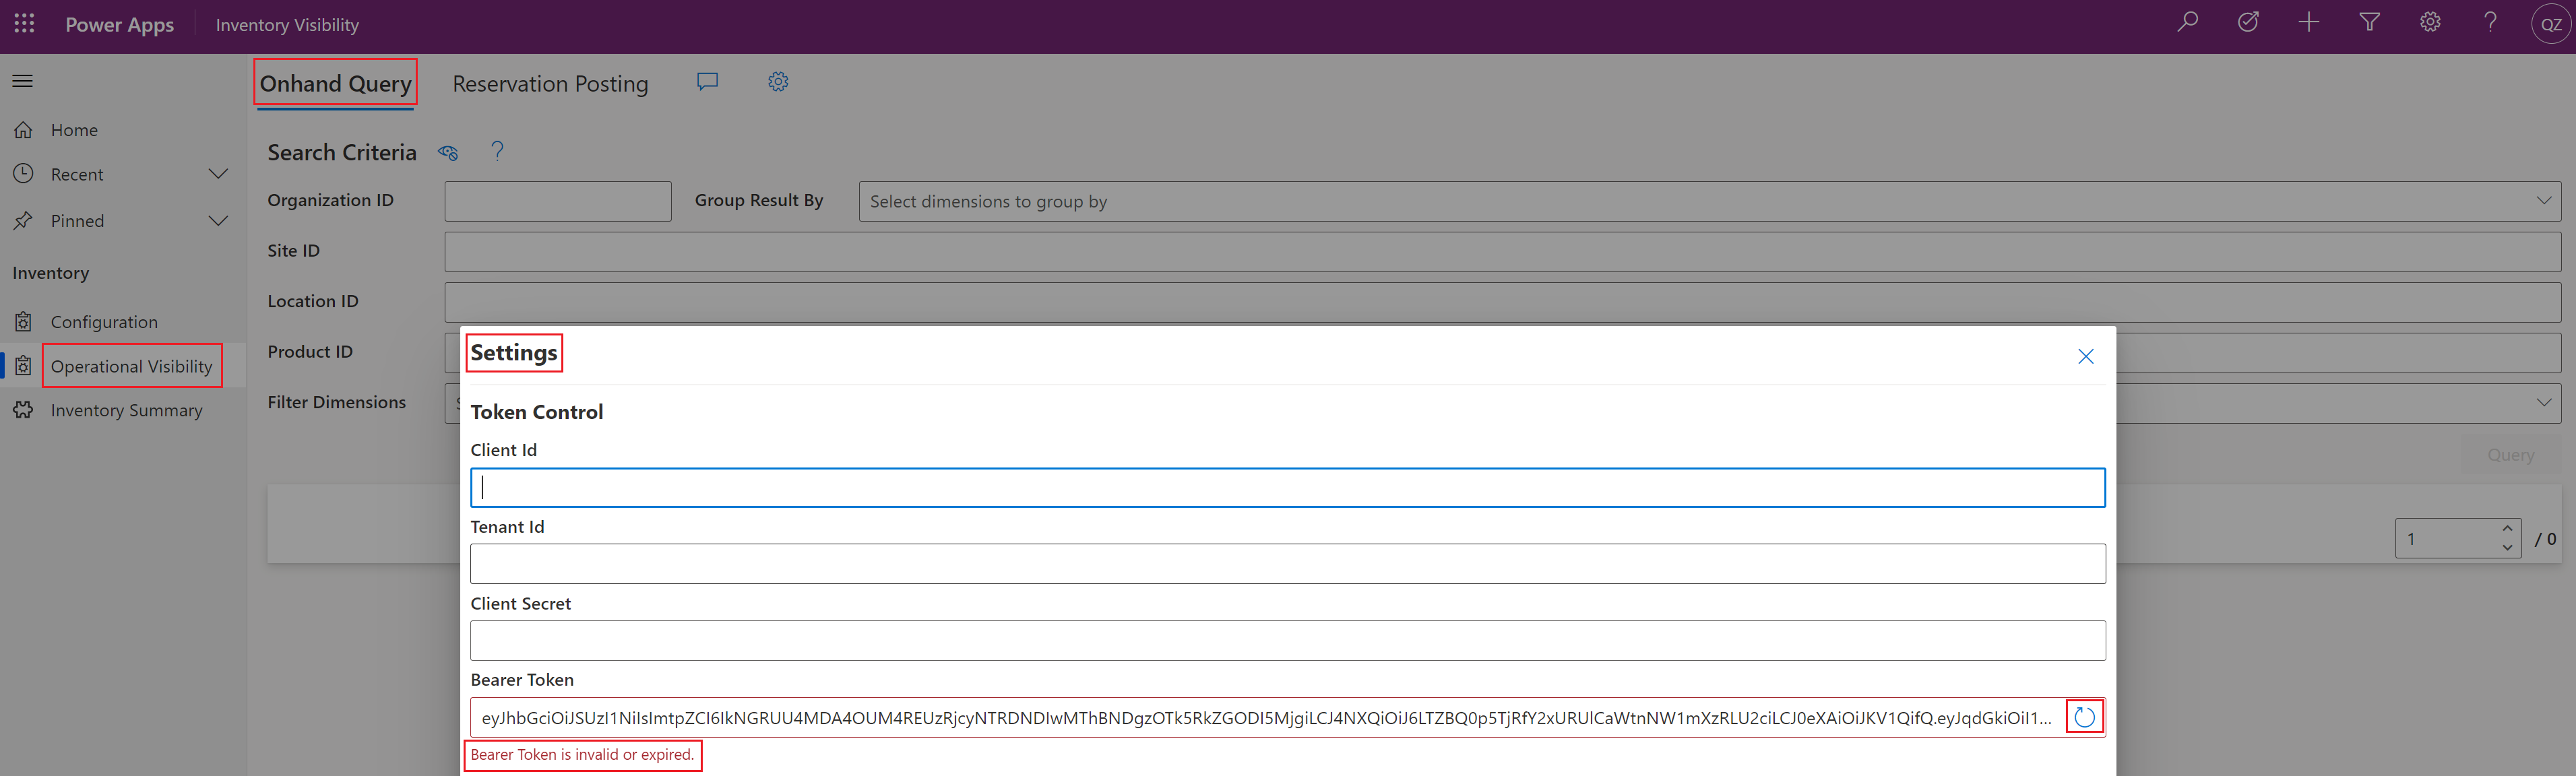 Power Apps
Inventory Visibility
QZ
Home
Recent
Pinned
Inventory
Configuration
Operational Visibility
Inventory Summary
Onhand Query
Reservation Posting
Search Criteria
Organization ID
Group Result By
Select dimensions to group by
Site ID
Location ID
Product ID
Filter Dimensions
Query
1
/ 0
Settings
Token Control
Client Id
Tenant Id
Client Secret
Bearer Token
Bearer Token is invalid or expired.